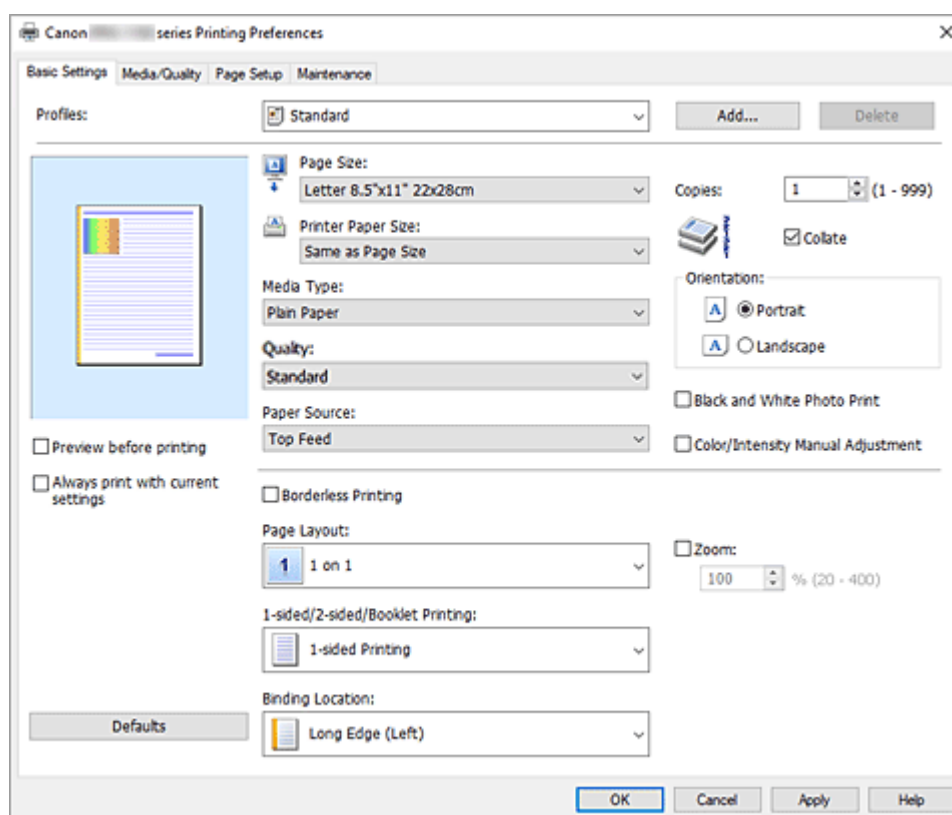 Canon series Printing Preferences
Basic Settings Media/Quality Page Setup Maintenance
Profiles: Standard Add... Delete
Page Size:
Letter 8.5"x11" 22x28cm
Copies: 1 (1 - 999)
Printer Paper Size:
Same as Page Size
Collate
Media Type:
Plain Paper
Orientation:
A Portrait
A Landscape
Quality:
Standard
Black and White Photo Print
Paper Source:
Top Feed
Color/Intensity Manual Adjustment
Preview before printing
Always print with current
settings
Borderless Printing
Page Layout:
1 1 on 1
Zoom:
100 % (20 - 400)
1-sided/2-sided/Booklet Printing:
1-sided Printing
Binding Location:
Long Edge (Left)
Defaults
OK Cancel Apply Help